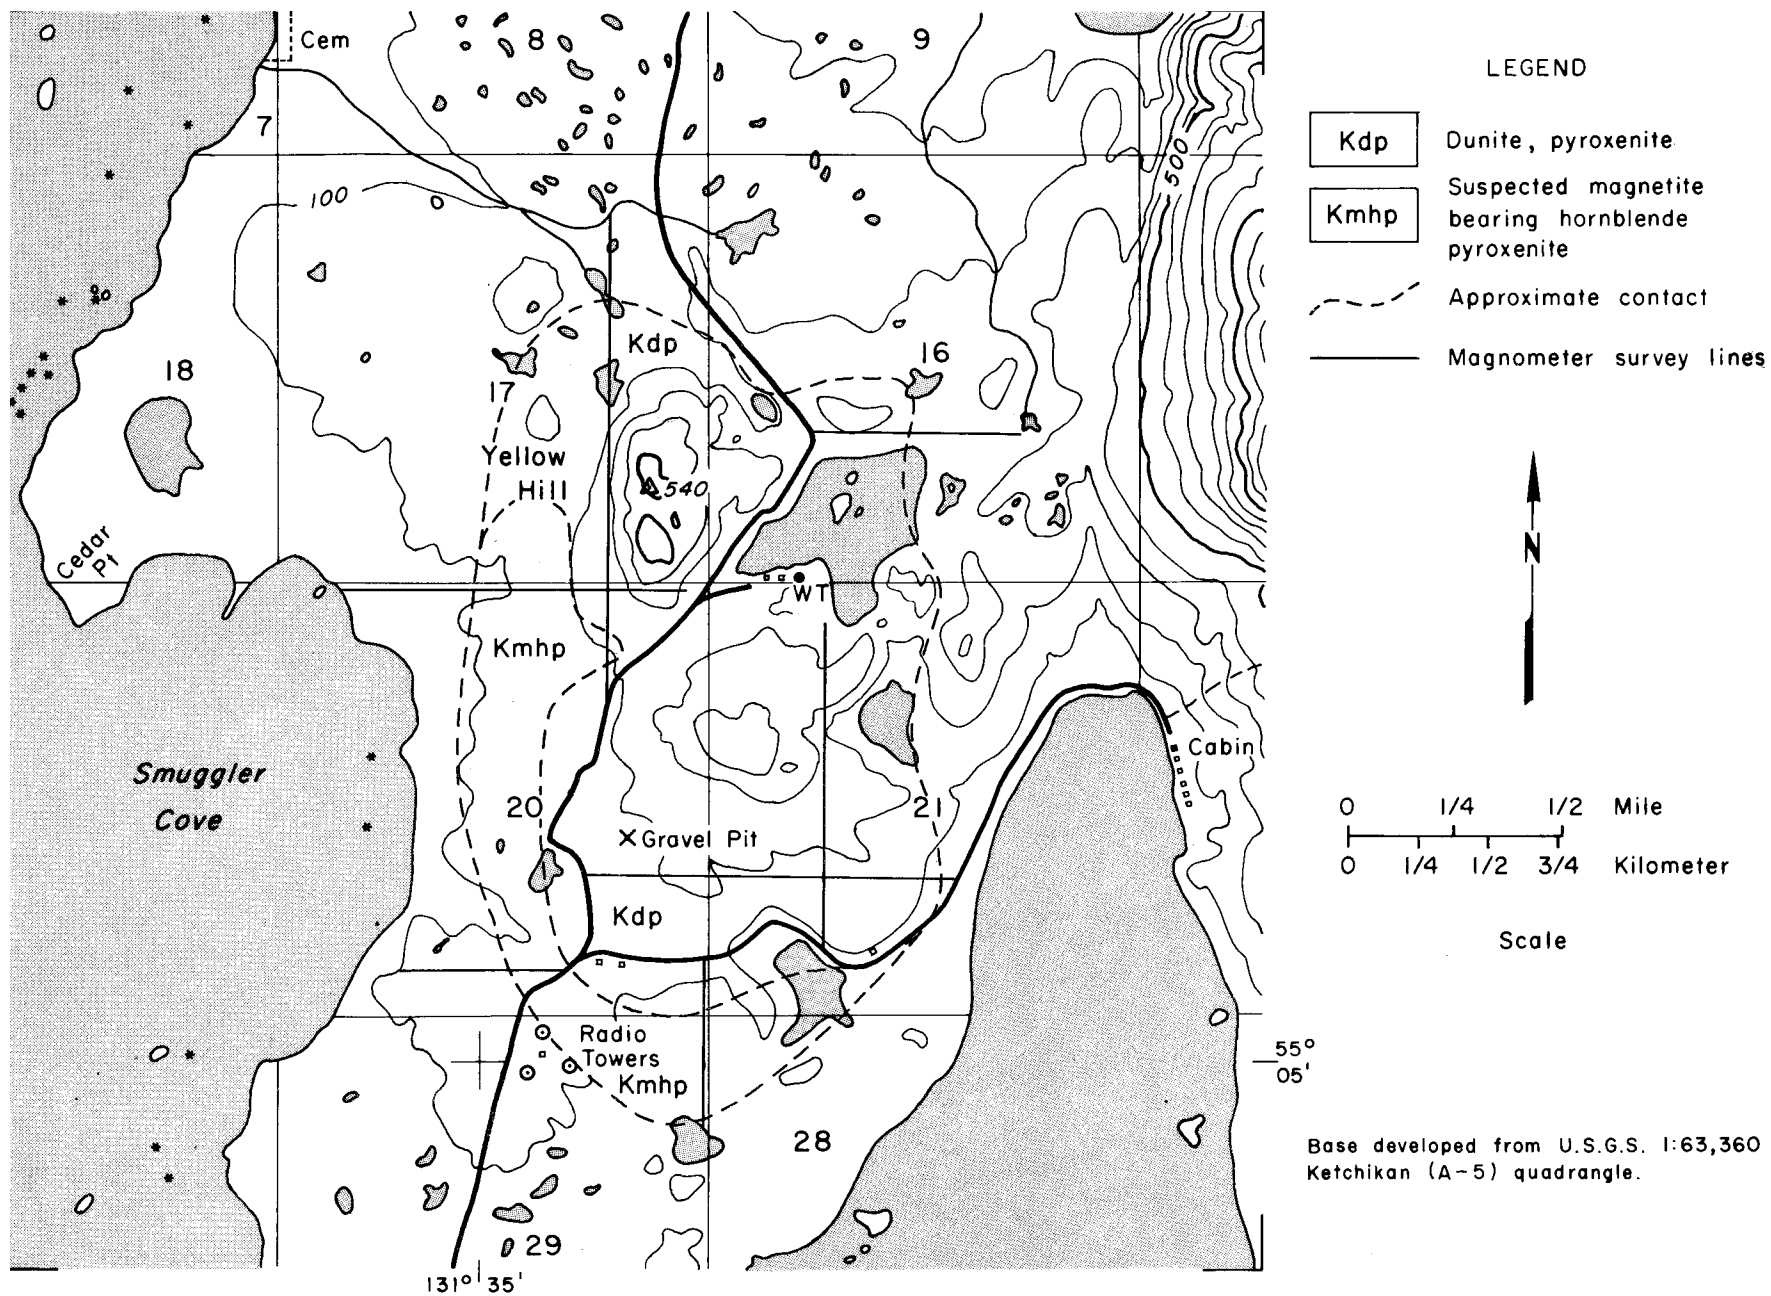 8
9
Cem
7
100
500
18
17
Kdp
16
Yellow
Hill
540
Cedar
Pt
WT
Kmhp
Smuggler
Cove
20
21
Cabin
Gravel Pit
Kdp
Radio
Towers
Kmhp
28
29
55°
05'
131° 35'
LEGEND
Kdp
Dunite, pyroxenite
Kmhp
Suspected magnetite
bearing hornblende
pyroxenite
Approximate contact
Magnometer survey lines
N
0 1/4 1/2 Mile
0 1/4 1/2 3/4 Kilometer
Scale
Base developed from U.S.G.S. 1:63,360
Ketchikan (A-5) quadrangle.